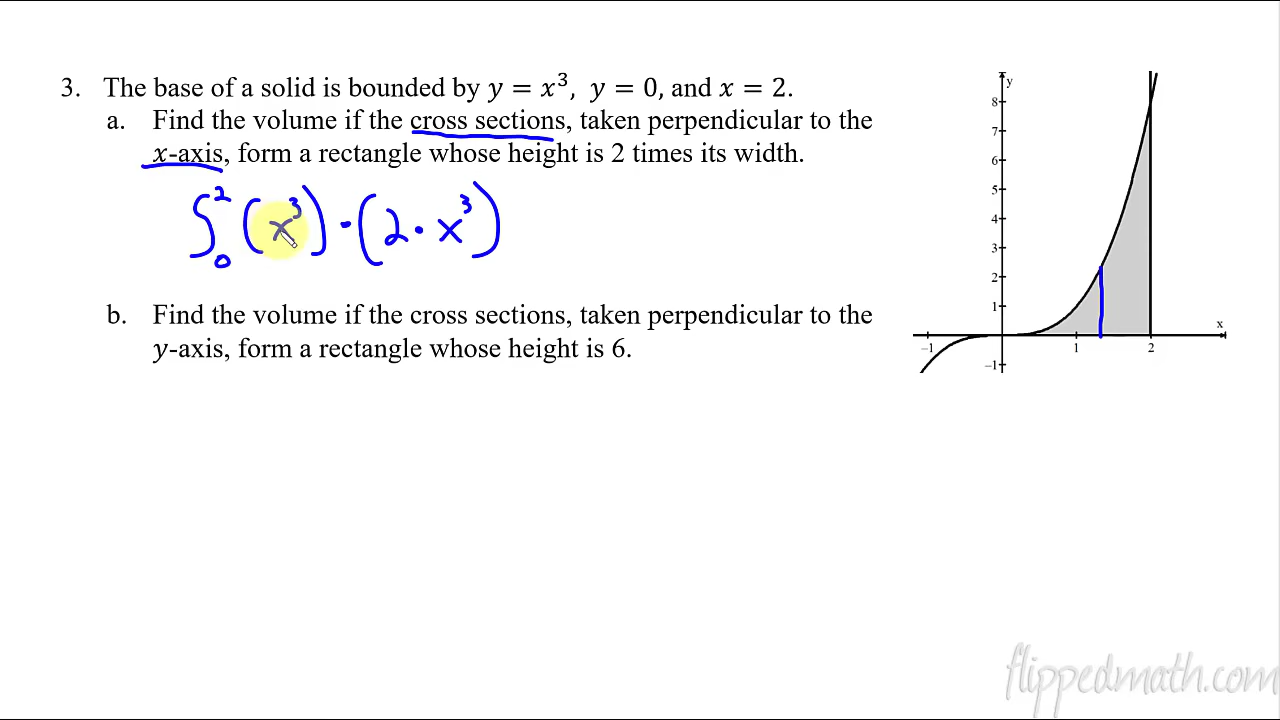 3. The base of a solid is bounded by y = x³, y = 0, and x = 2.
a. Find the volume if the cross sections, taken perpendicular to the
x-axis, form a rectangle whose height is 2 times its width.
∫₀² (x³) · (2 · x³)
b. Find the volume if the cross sections, taken perpendicular to the
y-axis, form a rectangle whose height is 6.
y
8
7
6
5
4
3
2
1
x
–1
1
2
–1
flippedmath.com